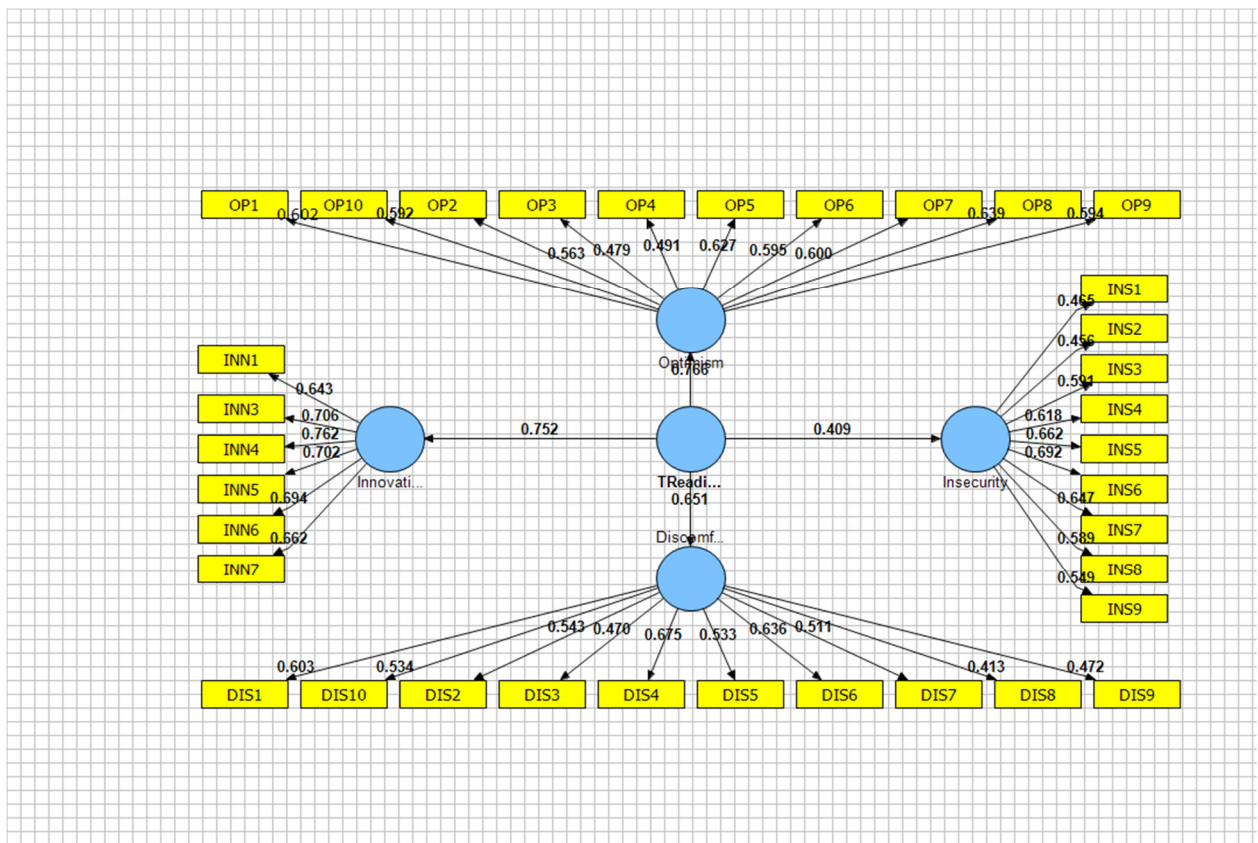 OP1 OP10 OP2 OP3 OP4 OP5 OP6 OP7 OP8 OP9
0.602 0.592 0.563 0.479 0.491 0.627 0.595 0.600 0.639 0.594
Optimism
0.766
INS1
INS2
INS3
INS4
INS5
INS6
INS7
INS8
INS9
0.465
0.456
0.591
0.618
0.662
0.692
0.647
0.589
0.549
INN1
INN3
INN4
INN5
INN6
INN7
0.643
0.706
0.762
0.702
0.694
0.662
Innovati...
0.752
TReadi...
0.409
Insecurity
0.651
Discomf...
0.603 0.534 0.543 0.470 0.675 0.533 0.636 0.511 0.413 0.472
DIS1 DIS10 DIS2 DIS3 DIS4 DIS5 DIS6 DIS7 DIS8 DIS9